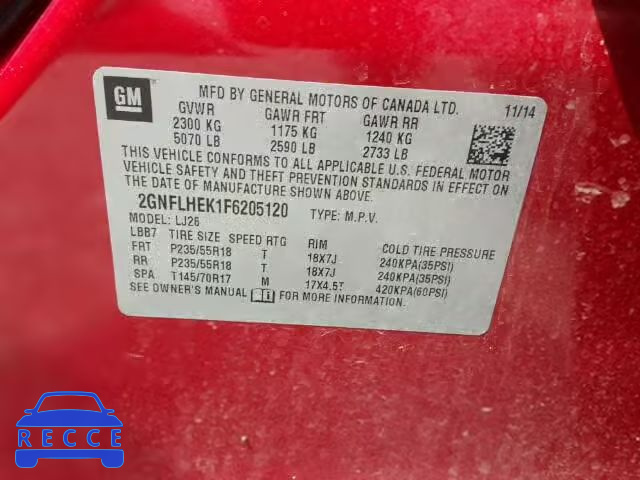 GM
MFD BY GENERAL MOTORS OF CANADA LTD. 11/14
GVWR GAWR FRT GAWR RR
2300 KG 1175 KG 1240 KG
5070 LB 2590 LB 2733 LB
THIS VEHICLE CONFORMS TO ALL APPLICABLE U.S. FEDERAL MOTOR
VEHICLE SAFETY AND THEFT PREVENTION STANDARDS IN EFFECT ON
THE DATE OF MANUFACTURE SHOWN ABOVE.
2GNFLHEK1F6205120 TYPE: M.P.V.
MODEL: LJ26
LBB7 TIRE SIZE SPEED RTG RIM COLD TIRE PRESSURE
FRT P235/55R18 T 18X7J 240KPA(35PSI)
RR P235/55R18 T 18X7J 240KPA(35PSI)
SPA T145/70R17 M 17X4.5T 420KPA(60PSI)
SEE OWNER'S MANUAL FOR MORE INFORMATION.